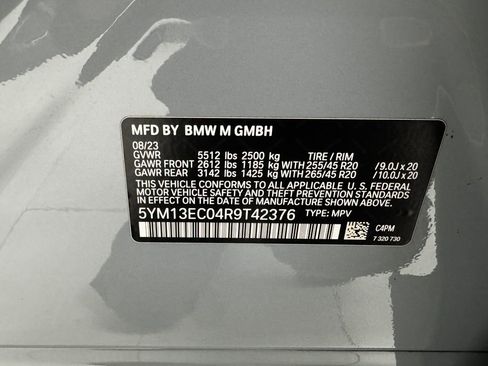 MFD BY BMW M GMBH
08/23
GVWR 5512 lbs 2500 kg TIRE / RIM
GAWR FRONT 2612 lbs 1185 kg WITH 255/45 R20 / 9.0J x 20
GAWR REAR 3142 lbs 1425 kg WITH 265/45 R20 / 10.0J x 20
THIS VEHICLE CONFORMS TO ALL APPLICABLE U.S. FEDERAL
MOTOR VEHICLE SAFETY AND THEFT PREVENTION STANDARDS
IN EFFECT ON THE DATE OF MANUFACTURE SHOWN ABOVE.
5YM13EC04R9T42376 TYPE: MPV
C4PM
7 320 730